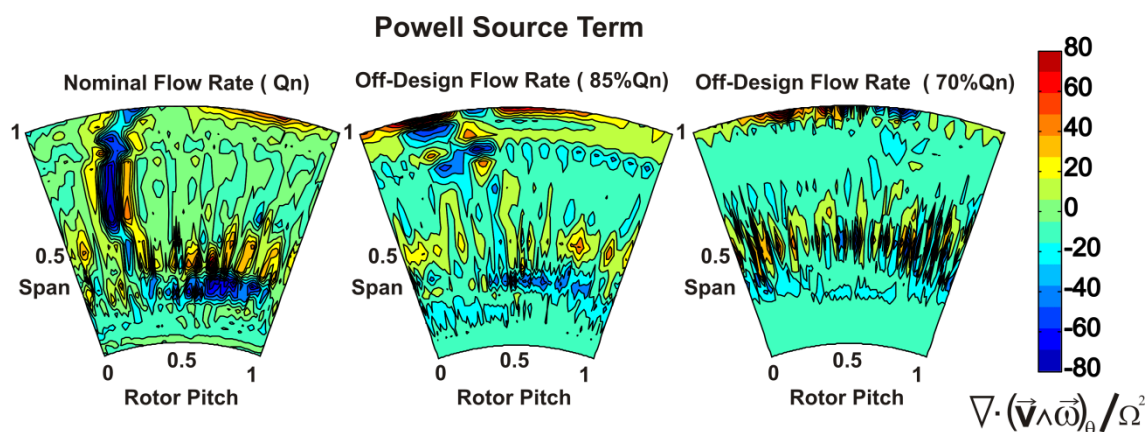 Powell Source Term
Nominal Flow Rate ( Qn)
Off-Design Flow Rate ( 85%Qn)
Off-Design Flow Rate ( 70%Qn)
1
0.5
Span
0
0.5
1
Rotor Pitch
1
0.5
Span
0
0.5
1
Rotor Pitch
1
0.5
Span
0
0.5
1
Rotor Pitch
80
60
40
20
0
-20
-40
-60
-80
∇·(v⃗∧ω⃗)θ/Ω²